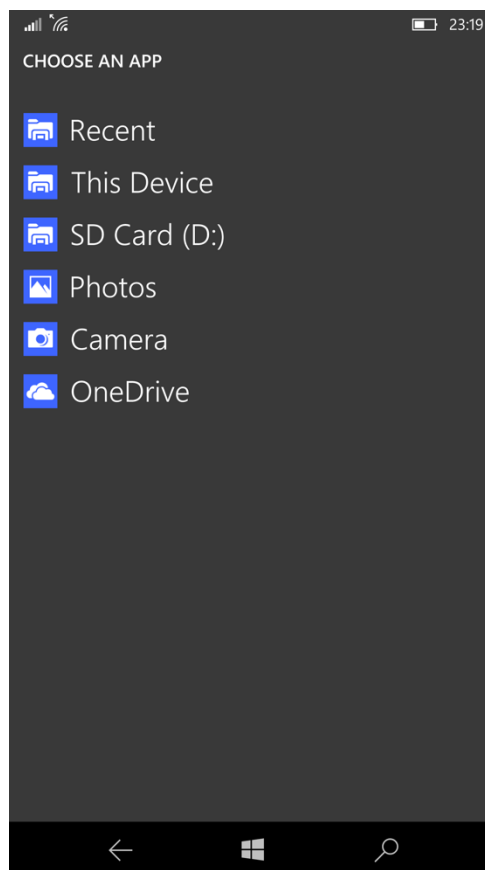 23:19
CHOOSE AN APP
Recent
This Device
SD Card (D:)
Photos
Camera
OneDrive